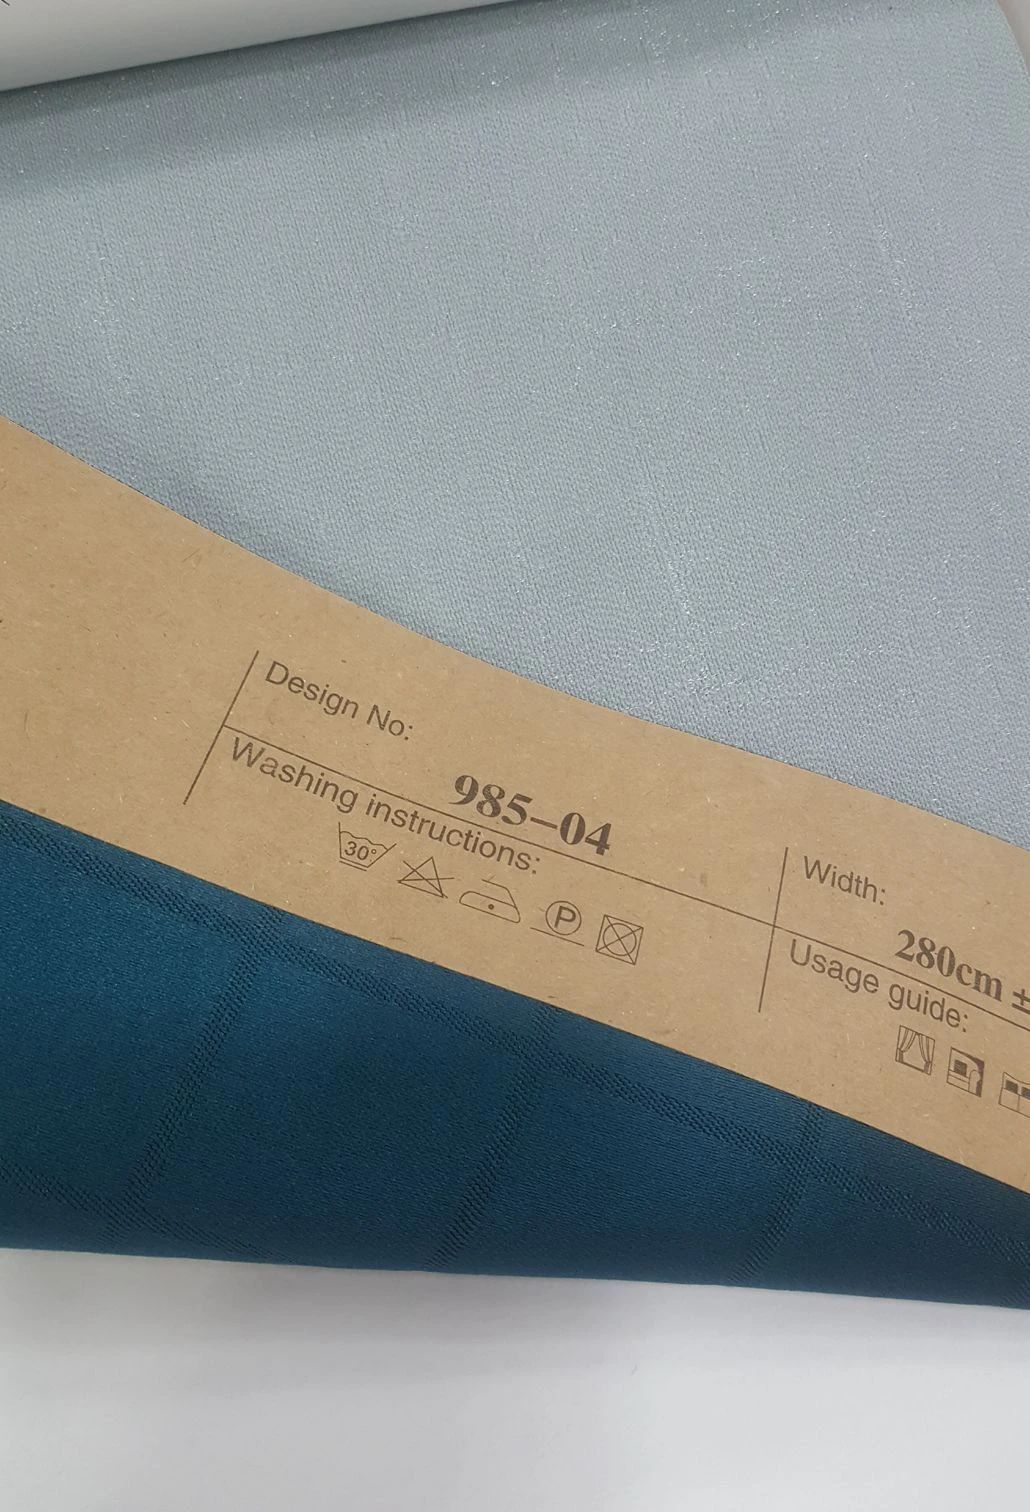 Design No:
985-04
Washing instructions:
30°
P
Width:
280cm ±
Usage guide: